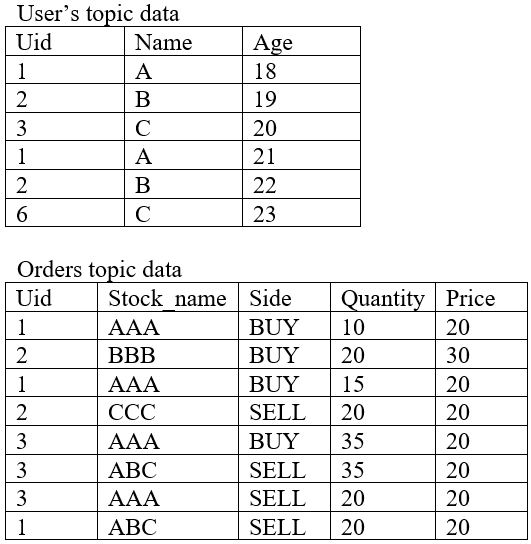 User’s topic data
Uid Name Age
1 A 18
2 B 19
3 C 20
1 A 21
2 B 22
6 C 23
Orders topic data
Uid Stock_name Side Quantity Price
1 AAA BUY 10 20
2 BBB BUY 20 30
1 AAA BUY 15 20
2 CCC SELL 20 20
3 AAA BUY 35 20
3 ABC SELL 35 20
3 AAA SELL 20 20
1 ABC SELL 20 20